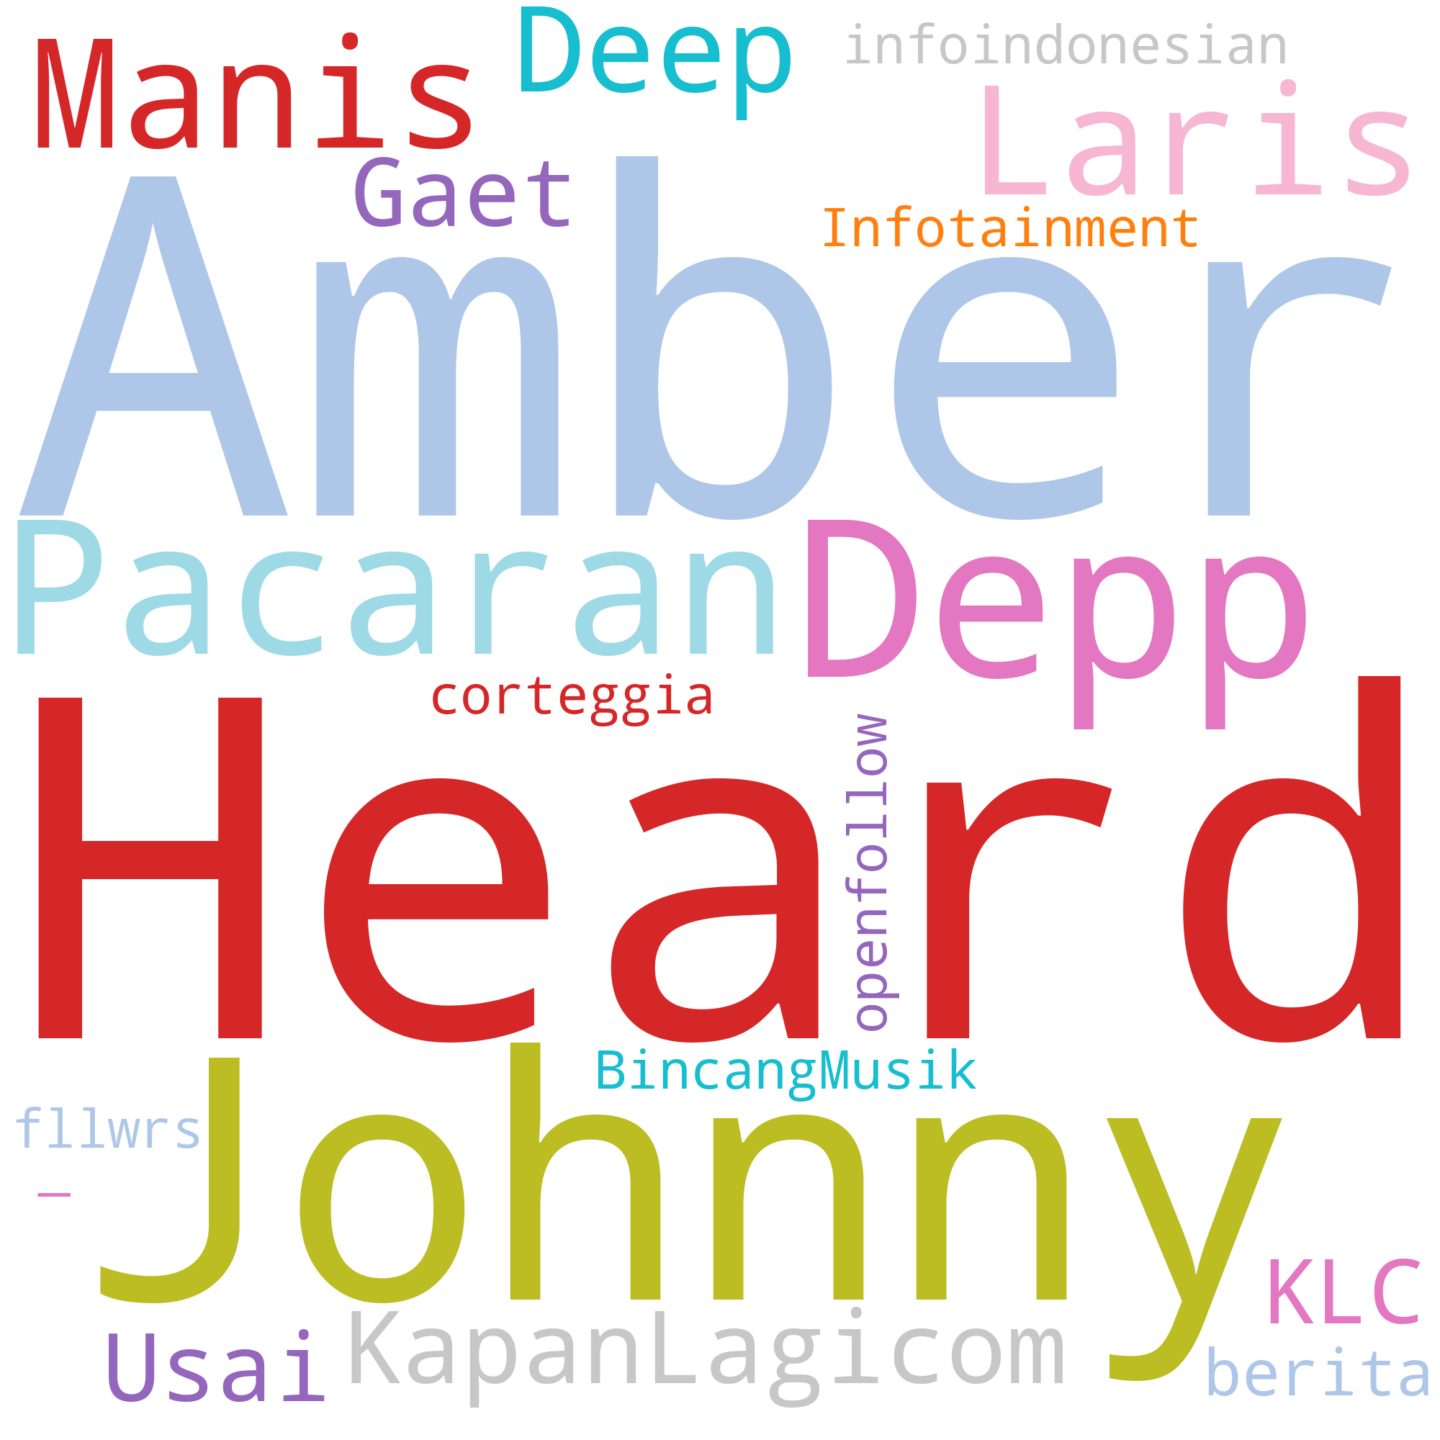 Deep
infoindonesian
Manis
Laris
Gaet
Infotainment
Amber
Pacaran
Depp
corteggia
Heard
openfollow
BincangMusik
Johnny
fllwrs
—
KLC
KapanLagicom
Usai
berita